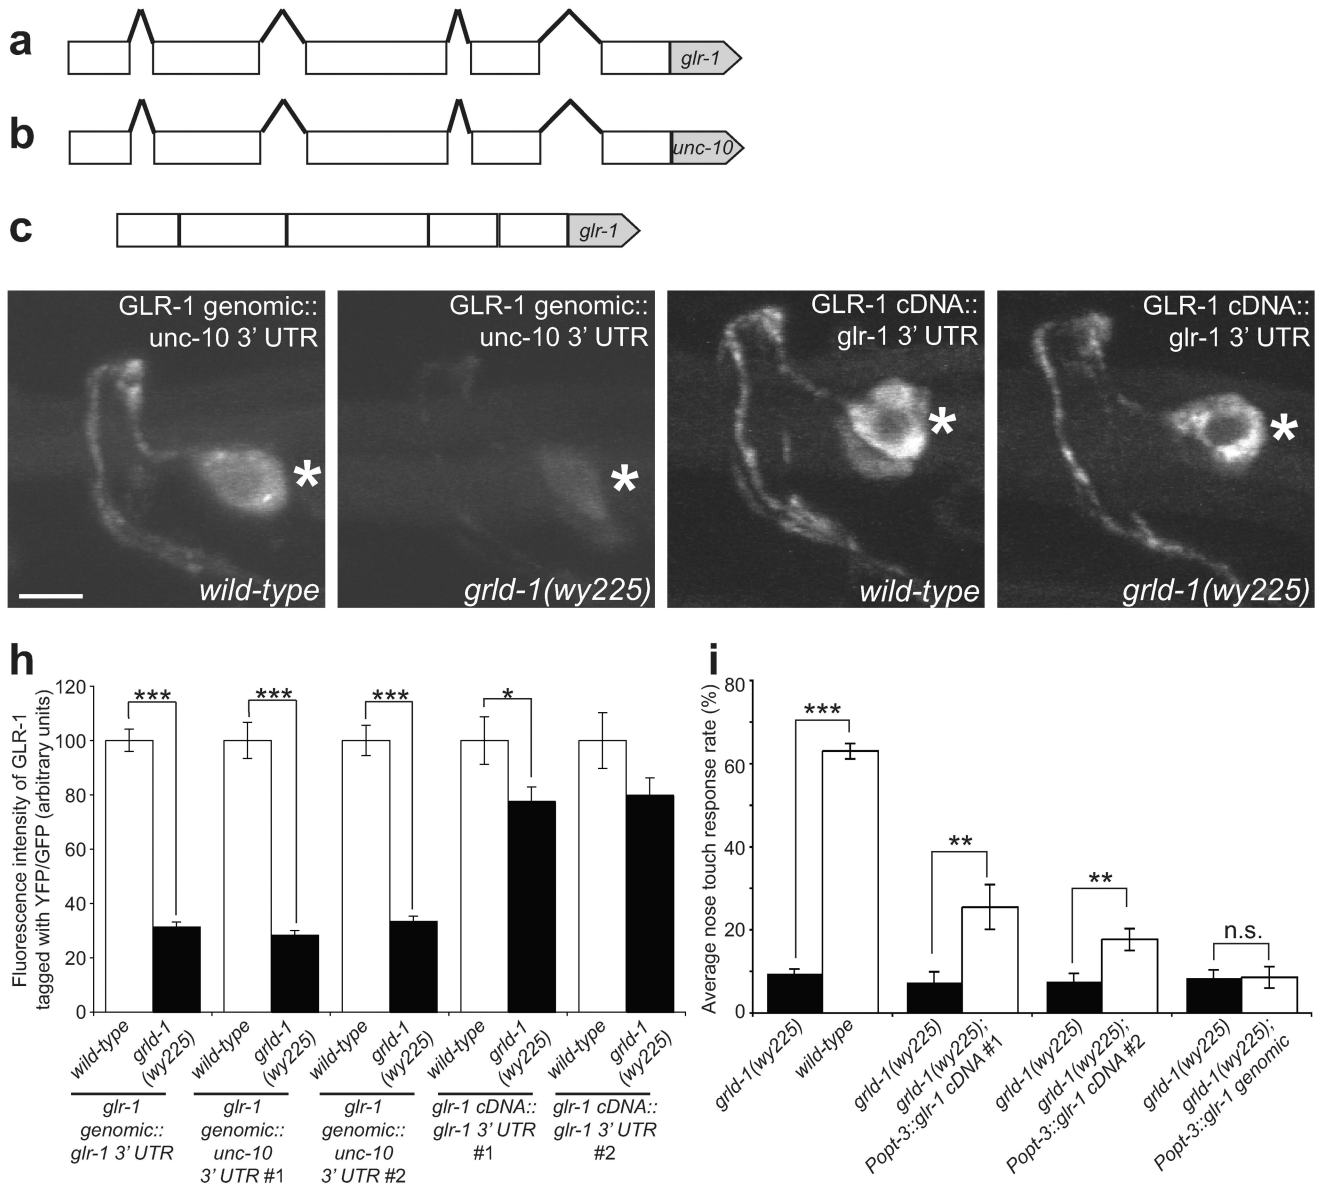 a
glr-1
b
unc-10
c
glr-1
GLR-1 genomic::
unc-10 3’ UTR
*
wild-type
GLR-1 genomic::
unc-10 3’ UTR
*
grld-1(wy225)
GLR-1 cDNA::
glr-1 3’ UTR
*
wild-type
GLR-1 cDNA::
glr-1 3’ UTR
*
grld-1(wy225)
h
Fluorescence intensity of GLR-1
tagged with YFP/GFP (arbitrary units)
120
100
80
60
40
20
0
***
***
***
*
wild-type
grld-1
(wy225)
wild-type
grld-1
(wy225)
wild-type
grld-1
(wy225)
wild-type
grld-1
(wy225)
wild-type
grld-1
(wy225)
glr-1
genomic::
glr-1 3’ UTR
glr-1
genomic::
unc-10
3’ UTR #1
glr-1
genomic::
unc-10
3’ UTR #2
glr-1 cDNA::
glr-1 3’ UTR
#1
glr-1 cDNA::
glr-1 3’ UTR
#2
i
Average nose touch response rate (%)
80
60
40
20
0
***
**
**
n.s.
grld-1(wy225)
wild-type
grld-1(wy225)
grld-1(wy225);
Popt-3::glr-1 cDNA #1
grld-1(wy225)
grld-1(wy225);
Popt-3::glr-1 cDNA #2
grld-1(wy225)
grld-1(wy225);
Popt-3::glr-1 genomic